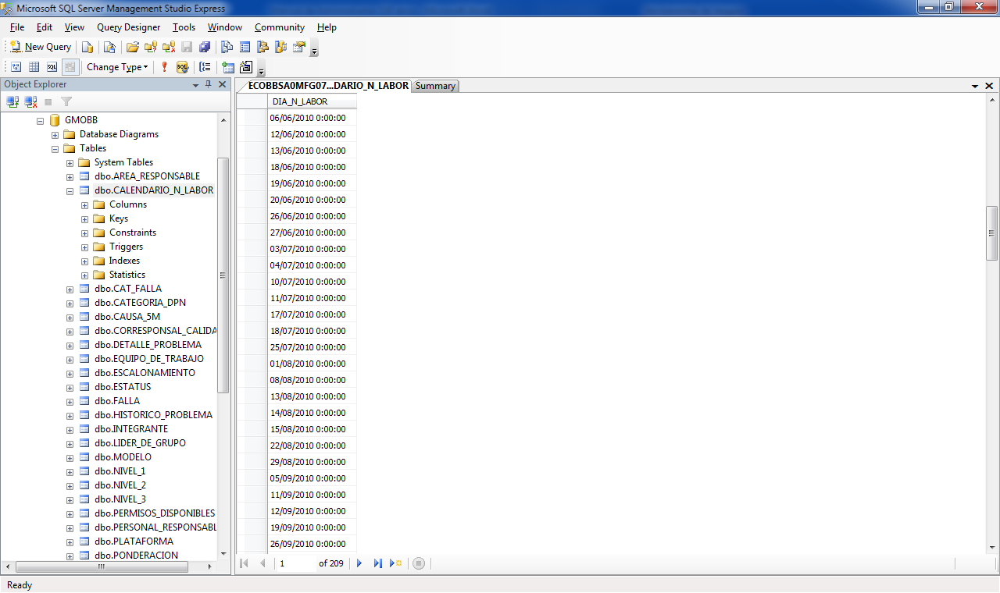 Microsoft SQL Server Management Studio Express
File Edit View Query Designer Tools Window Community Help
New Query
SQL Change Type SQL
Object Explorer
GMOBB
Database Diagrams
Tables
System Tables
dbo.AREA_RESPONSABLE
dbo.CALENDARIO_N_LABOR
Columns
Keys
Constraints
Triggers
Indexes
Statistics
dbo.CAT_FALLA
dbo.CATEGORIA_DPN
dbo.CAUSA_5M
dbo.CORRESPONSAL_CALIDA
dbo.DETALLE_PROBLEMA
dbo.EQUIPO_DE_TRABAJO
dbo.ESCALONAMIENTO
dbo.ESTATUS
dbo.FALLA
dbo.HISTORICO_PROBLEMA
dbo.INTEGRANTE
dbo.LIDER_DE_GRUPO
dbo.MODELO
dbo.NIVEL_1
dbo.NIVEL_2
dbo.NIVEL_3
dbo.PERMISOS_DISPONIBLES
dbo.PERSONAL_RESPONSABL
dbo.PLATAFORMA
dbo.PONDERACION
ECOBBSA0MFG07...DARIO_N_LABOR Summary
DIA_N_LABOR
06/06/2010 0:00:00
12/06/2010 0:00:00
13/06/2010 0:00:00
18/06/2010 0:00:00
19/06/2010 0:00:00
20/06/2010 0:00:00
26/06/2010 0:00:00
27/06/2010 0:00:00
03/07/2010 0:00:00
04/07/2010 0:00:00
10/07/2010 0:00:00
11/07/2010 0:00:00
17/07/2010 0:00:00
18/07/2010 0:00:00
25/07/2010 0:00:00
01/08/2010 0:00:00
08/08/2010 0:00:00
13/08/2010 0:00:00
14/08/2010 0:00:00
15/08/2010 0:00:00
22/08/2010 0:00:00
29/08/2010 0:00:00
05/09/2010 0:00:00
11/09/2010 0:00:00
12/09/2010 0:00:00
19/09/2010 0:00:00
26/09/2010 0:00:00
1 of 209
Ready